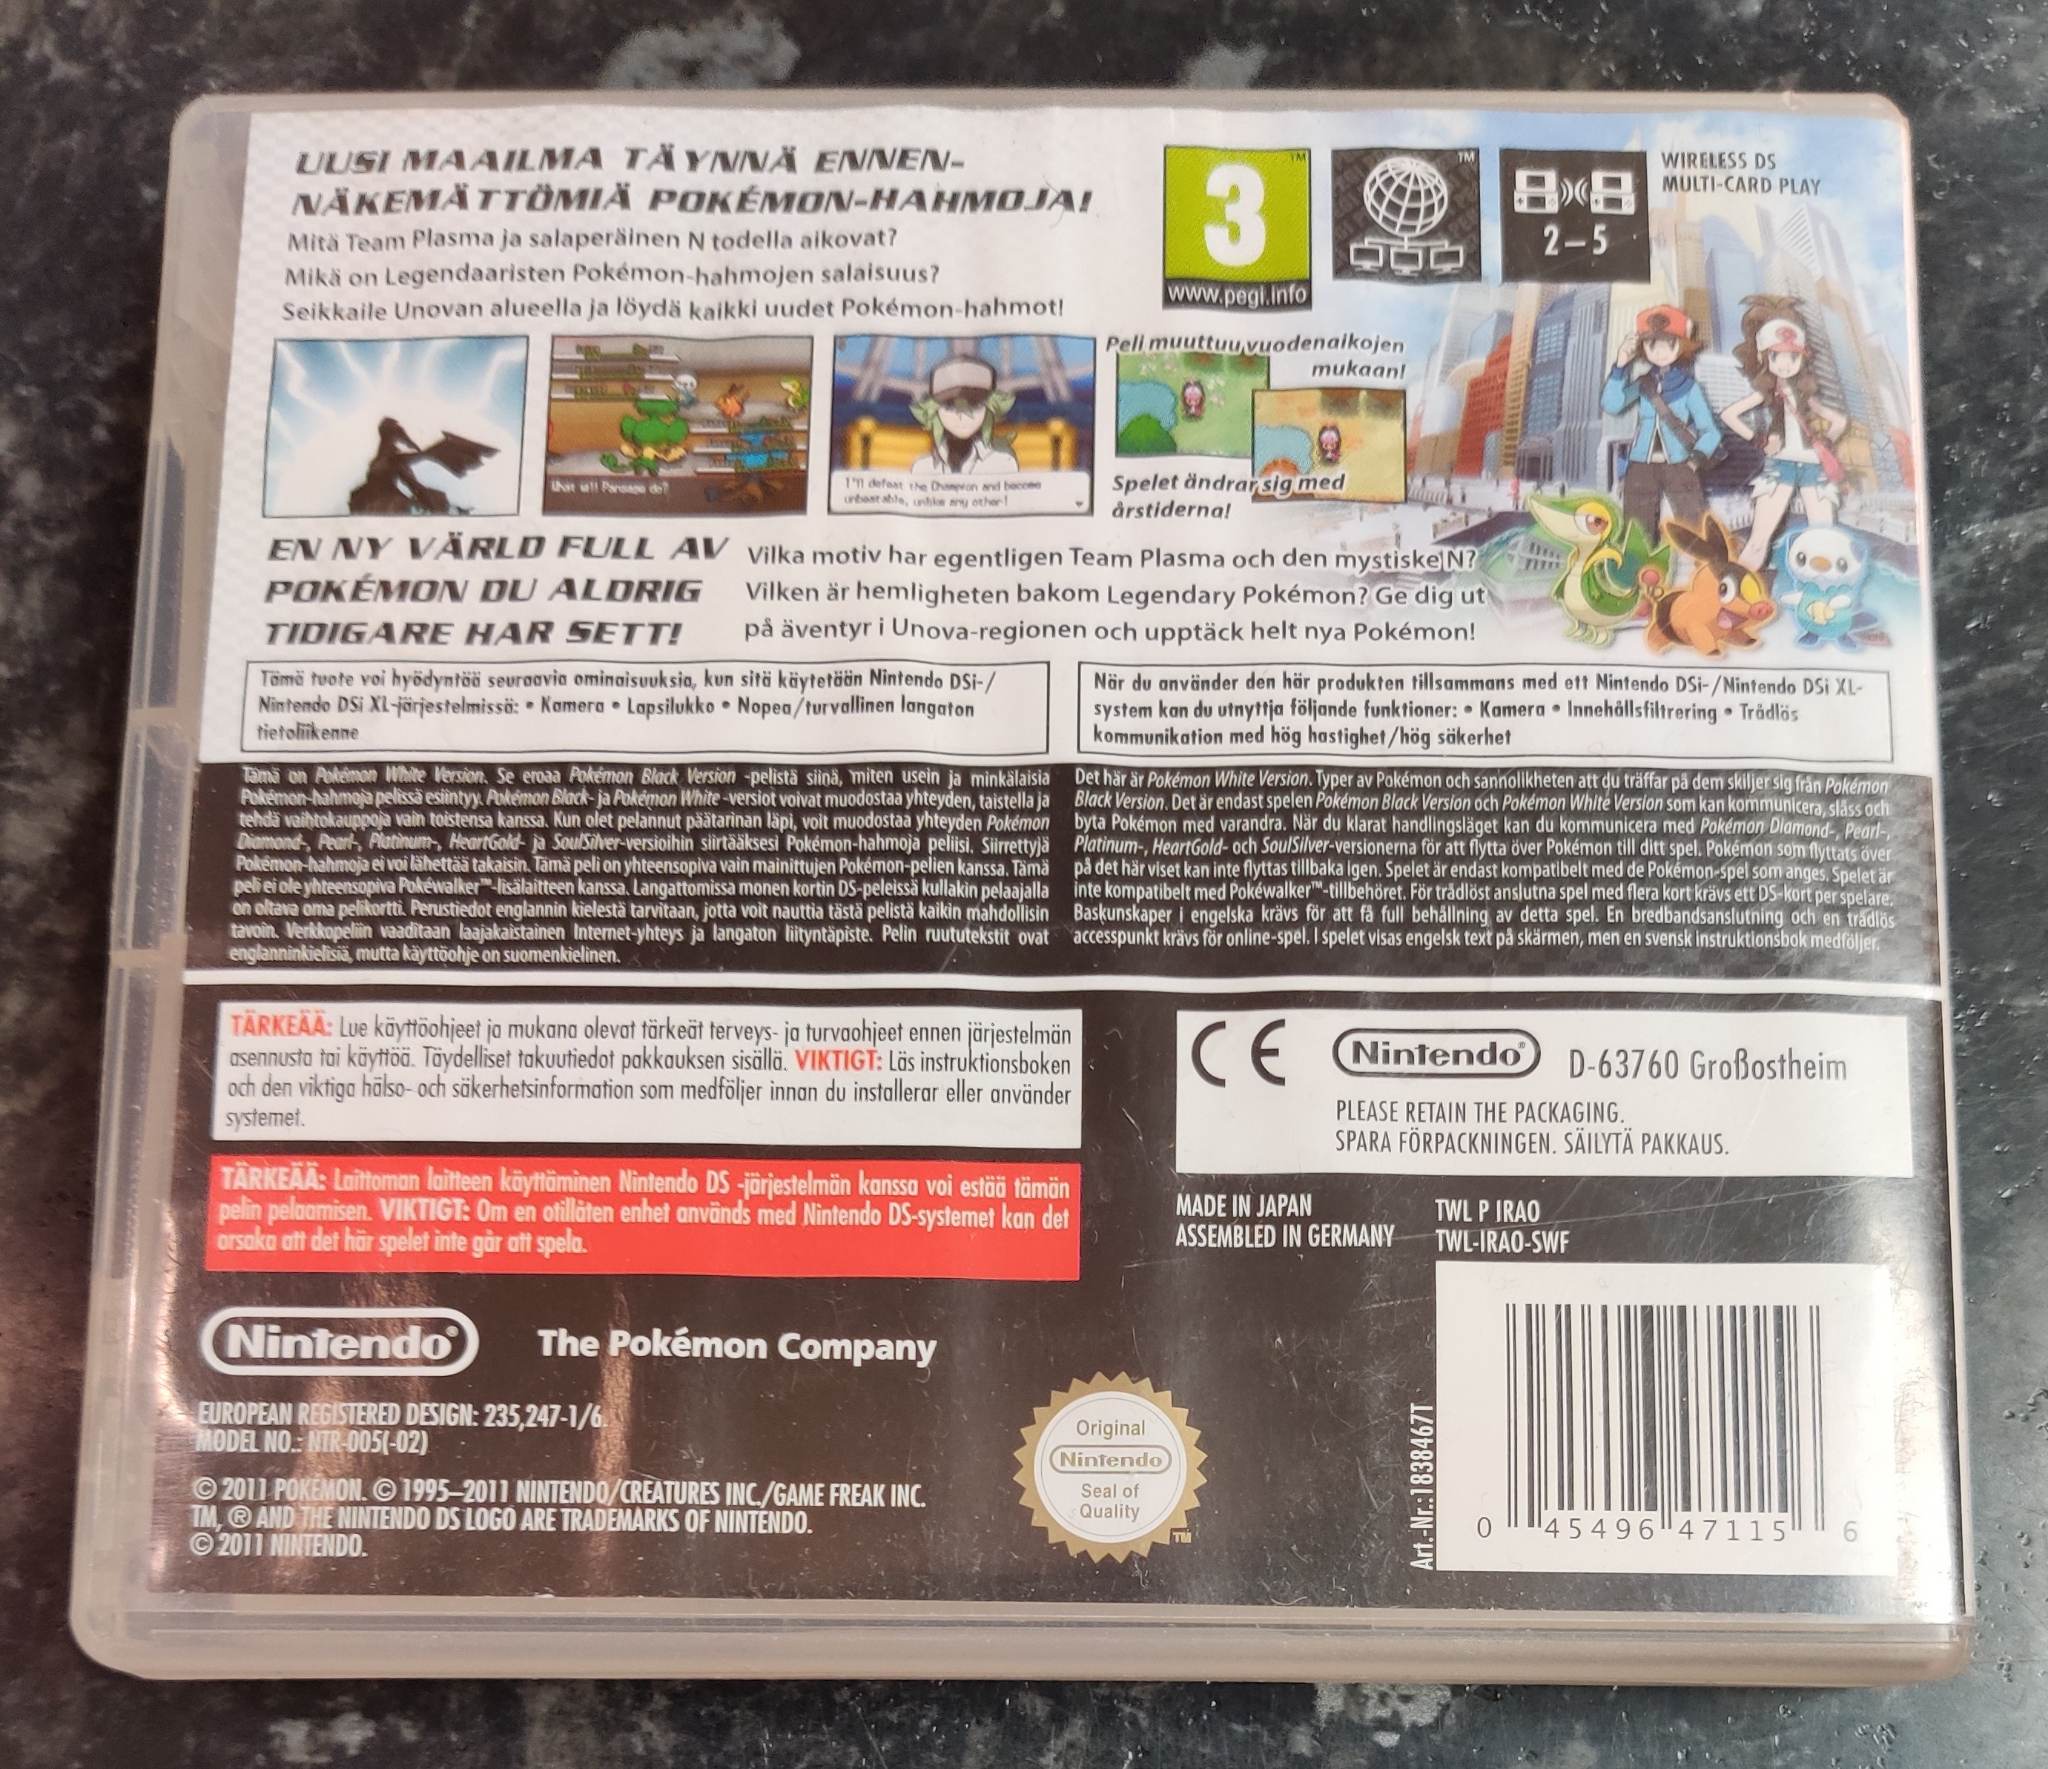 UUSI MAAILMA TÄYNNÄ ENNEN-
NÄKEMÄTTÖMIÄ POKÉMON-HAHMOJA!
Mitä Team Plasma ja salaperäinen N todella aikovat?
Mikä on Legendaaristen Pokémon-hahmojen salaisuus?
Seikkaile Unovan alueella ja löydä kaikki uudet Pokémon-hahmot!
3
TM
www.pegi.info
TM
2–5
WIRELESS DS
MULTI-CARD PLAY
What will Pansage do?
I'll defeat the Champion and become
unbeatable, unlike any other!
Peli muuttuu vuodenaikojen
mukaan!
Spelet ändrar sig med
årstiderna!
EN NY VÄRLD FULL AV
POKÉMON DU ALDRIG
TIDIGARE HAR SETT!
Vilka motiv har egentligen Team Plasma och den mystiske N?
Vilken är hemligheten bakom Legendary Pokémon? Ge dig ut
på äventyr i Unova-regionen och upptäck helt nya Pokémon!
Tämä tuote voi hyödyntää seuraavia ominaisuuksia, kun sitä käytetään Nintendo DSi-/
Nintendo DSi XL-järjestelmissä: • Kamera • Lapsilukko • Nopea/turvallinen langaton
tietoliikenne
När du använder den här produkten tillsammans med ett Nintendo DSi-/Nintendo DSi XL-
system kan du utnyttja följande funktioner: • Kamera • Innehållsfiltrering • Trådlös
kommunikation med hög hastighet/hög säkerhet
Tämä on Pokémon White Version. Se eroaa Pokémon Black Version -pelistä siinä, miten usein ja minkälaisia
Pokémon-hahmoja pelissä esiintyy. Pokémon Black- ja Pokémon White -versiot voivat muodostaa yhteyden, taistella ja
tehdä vaihtokauppoja vain toistensa kanssa. Kun olet pelannut päätarinan läpi, voit muodostaa yhteyden Pokémon
Diamond-, Pearl-, Platinum-, HeartGold- ja SoulSilver-versioihin siirtääksesi Pokémon-hahmoja peliisi. Siirrettyjä
Pokémon-hahmoja ei voi lähettää takaisin. Tämä peli on yhteensopiva vain mainittujen Pokémon-pelien kanssa. Tämä
peli ei ole yhteensopiva Pokéwalker™-lisälaitteen kanssa. Langattomissa monen kortin DS-peleissä kullakin pelaajalla
on oltava oma pelikortti. Perustiedot englannin kielestä tarvitaan, jotta voit nauttia tästä pelistä kaikin mahdollisin
tavoin. Verkkopeliin vaaditaan laajakaistainen Internet-yhteys ja langaton liityntäpiste. Pelin ruututekstit ovat
englanninkielisiä, mutta käyttöohje on suomenkielinen.
Det här är Pokémon White Version. Typer av Pokémon och sannolikheten att du träffar på dem skiljer sig från Pokémon
Black Version. Det är endast spelen Pokémon Black Version och Pokémon White Version som kan kommunicera, slåss och
byta Pokémon med varandra. När du klarat handlingsläget kan du kommunicera med Pokémon Diamond-, Pearl-,
Platinum-, HeartGold- och SoulSilver-versionerna för att flytta över Pokémon till ditt spel. Pokémon som flyttats över
på det här viset kan inte flyttas tillbaka igen. Spelet är endast kompatibelt med de Pokémon-spel som anges. Spelet är
inte kompatibelt med Pokéwalker™-tillbehöret. För trådlöst anslutna spel med flera kort krävs ett DS-kort per spelare.
Baskunskaper i engelska krävs för att få full behållning av detta spel. En bredbandsanslutning och en trådlös
accesspunkt krävs för online-spel. I spelet visas engelsk text på skärmen, men en svensk instruktionsbok medföljer.
TÄRKEÄÄ: Lue käyttöohjeet ja mukana olevat tärkeät terveys- ja turvaohjeet ennen järjestelmän
asennusta tai käyttöä. Täydelliset takuutiedot pakkauksen sisällä. VIKTIGT: Läs instruktionsboken
och den viktiga hälso- och säkerhetsinformation som medföljer innan du installerar eller använder
systemet.
TÄRKEÄÄ: Laittoman laitteen käyttäminen Nintendo DS -järjestelmän kanssa voi estää tämän
pelin pelaamisen. VIKTIGT: Om en otillåten enhet används med Nintendo DS-systemet kan det
orsaka att det här spelet inte går att spela.
CE
Nintendo®
D-63760 Großostheim
PLEASE RETAIN THE PACKAGING.
SPARA FÖRPACKNINGEN. SÄILYTÄ PAKKAUS.
MADE IN JAPAN
ASSEMBLED IN GERMANY
TWL P IRAO
TWL-IRAO-SWF
Nintendo®
The Pokémon Company
EUROPEAN REGISTERED DESIGN: 235,247-1/6.
MODEL NO.: NTR-005(-02)
© 2011 POKÉMON. © 1995–2011 NINTENDO/CREATURES INC./GAME FREAK INC.
TM, ® AND THE NINTENDO DS LOGO ARE TRADEMARKS OF NINTENDO.
© 2011 NINTENDO.
Original
Nintendo
Seal of
Quality
TM
Art.-Nr.:1838467T
0 45496 47115 6